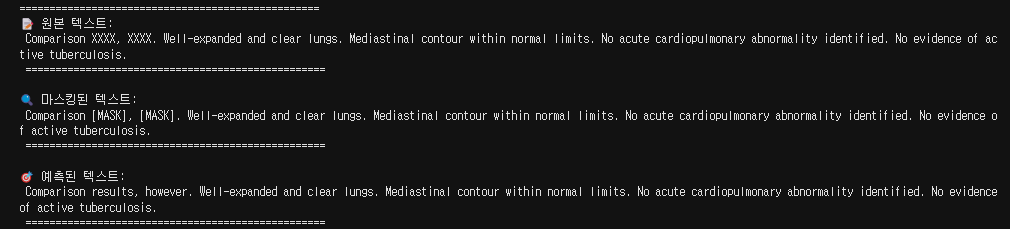 ==================================================
📝 원본 텍스트:
Comparison XXXX, XXXX. Well-expanded and clear lungs. Mediastinal contour within normal limits. No acute cardiopulmonary abnormality identified. No evidence of ac
tive tuberculosis.
==================================================
🔍 마스킹된 텍스트:
Comparison [MASK], [MASK]. Well-expanded and clear lungs. Mediastinal contour within normal limits. No acute cardiopulmonary abnormality identified. No evidence o
f active tuberculosis.
==================================================
🎯 예측된 텍스트:
Comparison results, however. Well-expanded and clear lungs. Mediastinal contour within normal limits. No acute cardiopulmonary abnormality identified. No evidence
of active tuberculosis.
==================================================